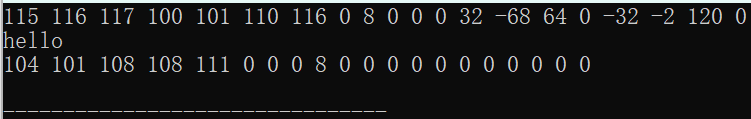 115 116 117 100 101 110 116 0 8 0 0 0 32 -68 64 0 -32 -2 120 0
hello
104 101 108 108 111 0 0 0 8 0 0 0 0 0 0 0 0 0 0 0
--------------------------------